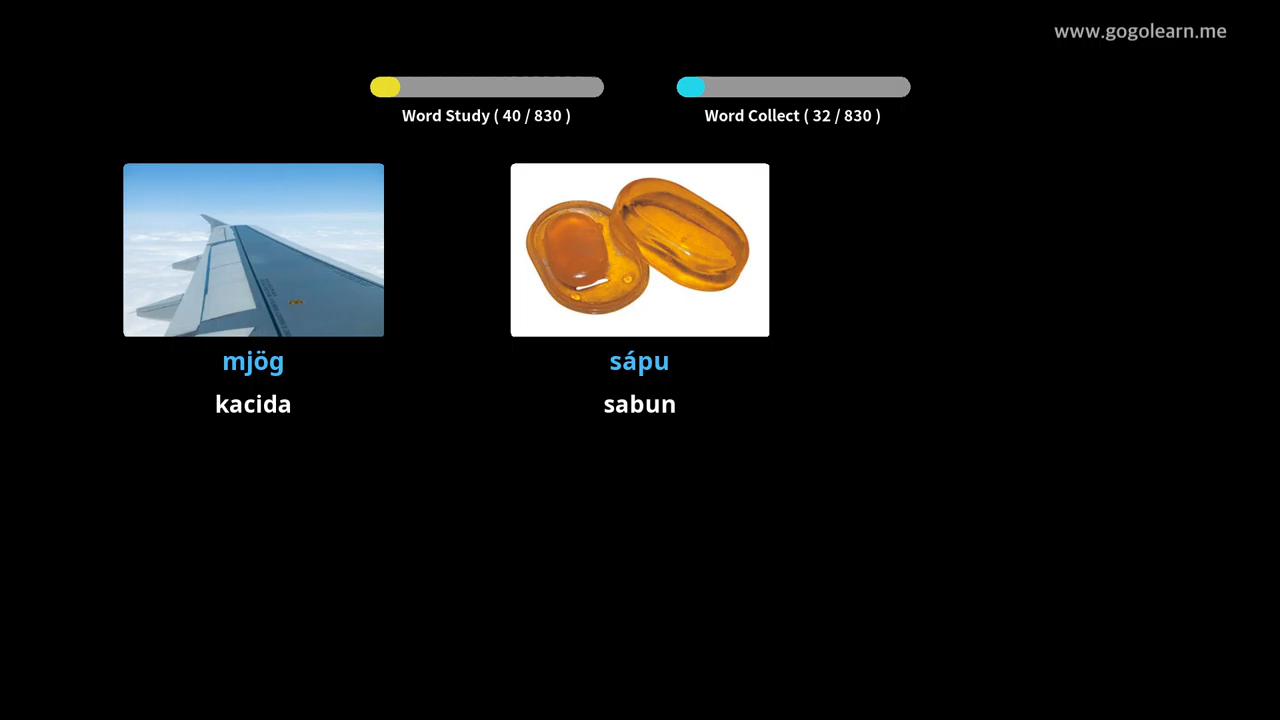 www.gogolearn.me
Word Study ( 40 / 830 )
Word Collect ( 32 / 830 )
mjög
sápu
kacida
sabun